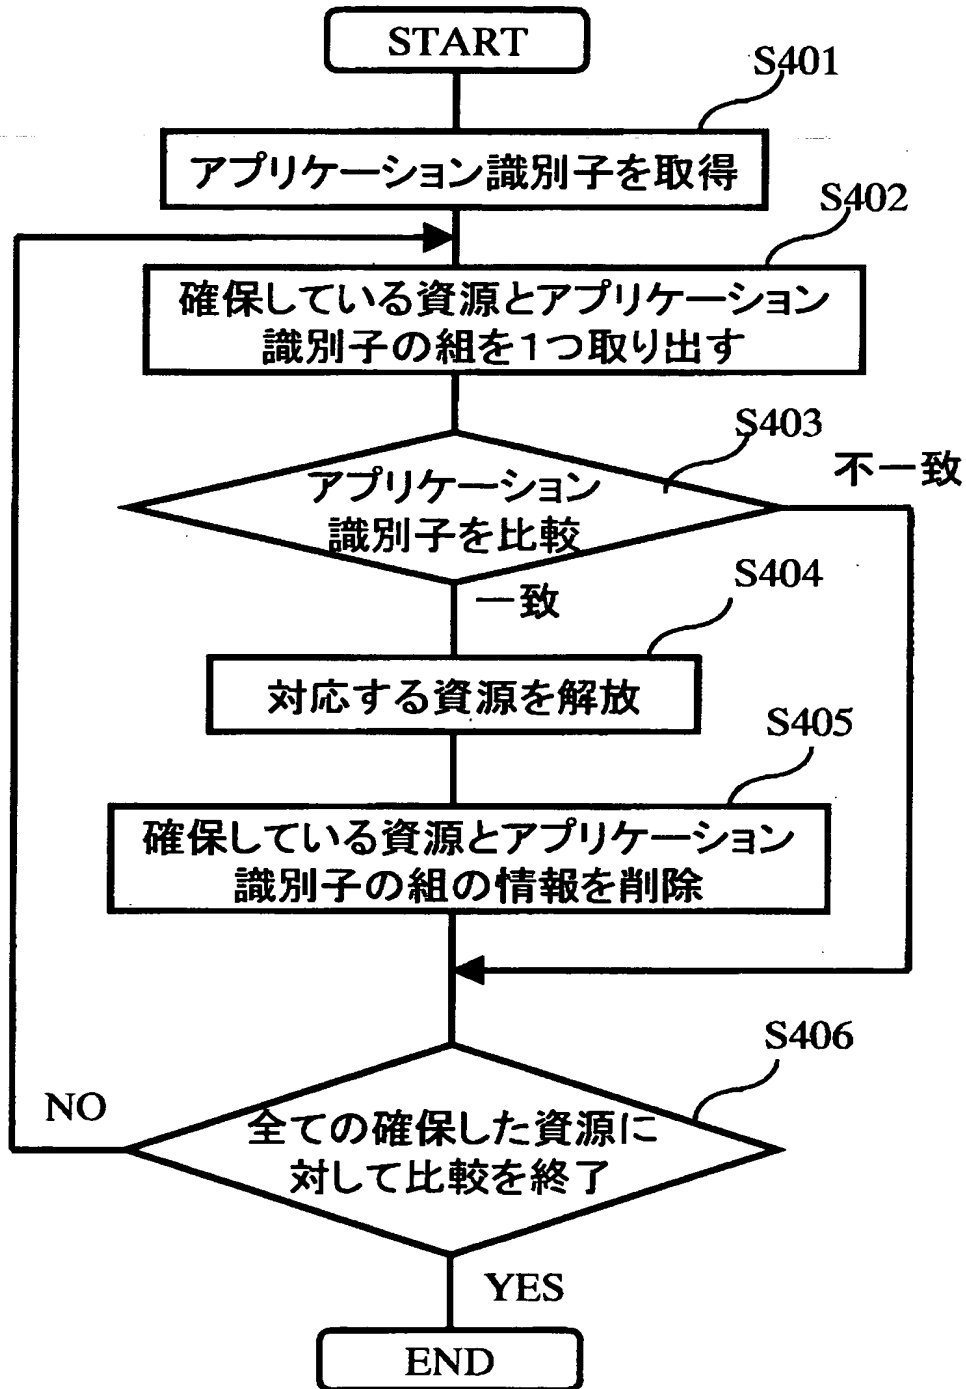 START
S401
アプリケーション識別子を取得
S402
確保している資源とアプリケーション
識別子の組を1つ取り出す
S403
不一致
アプリケーション
識別子を比較
一致
S404
対応する資源を解放
S405
確保している資源とアプリケーション
識別子の組の情報を削除
S406
NO
全ての確保した資源に
対して比較を終了
YES
END